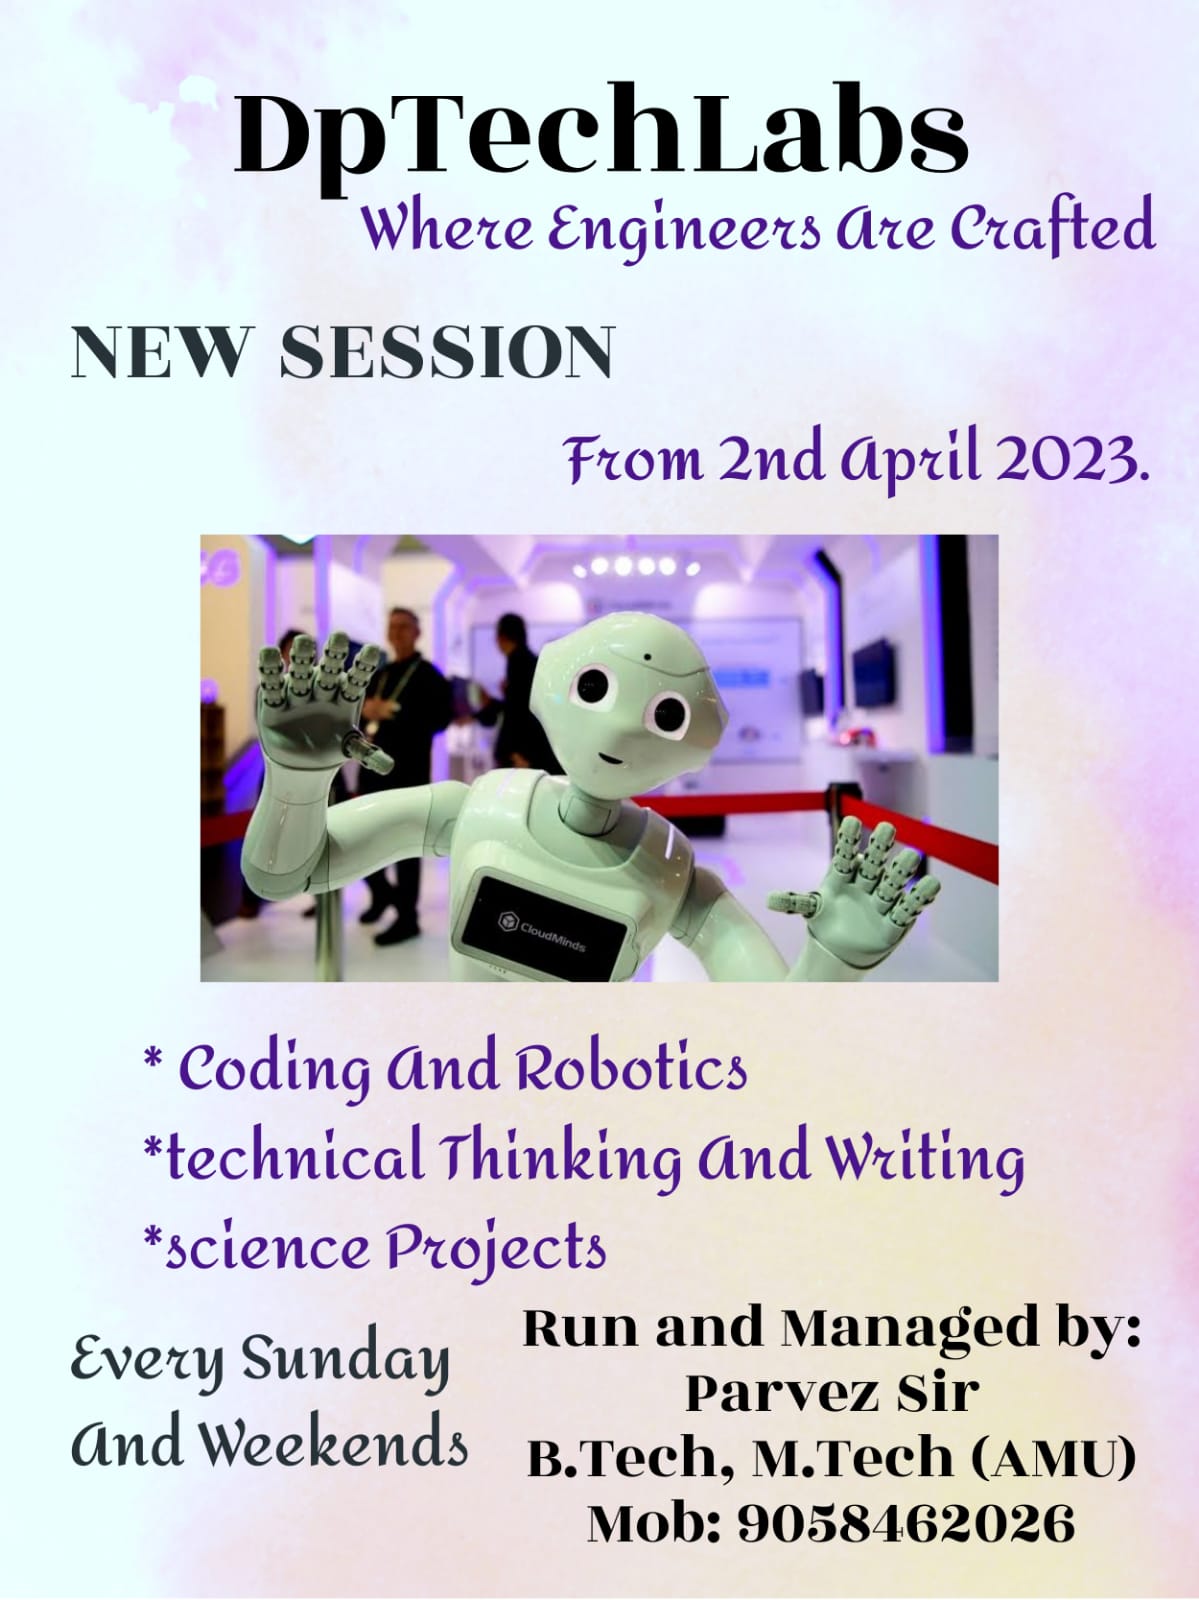 DpTechLabs
Where Engineers Are Crafted
NEW SESSION
From 2nd April 2023.
CloudMinds
* Coding And Robotics
*technical Thinking And Writing
*science Projects
Every Sunday
And Weekends
Run and Managed by:
Parvez Sir
B.Tech, M.Tech (AMU)
Mob: 9058462026